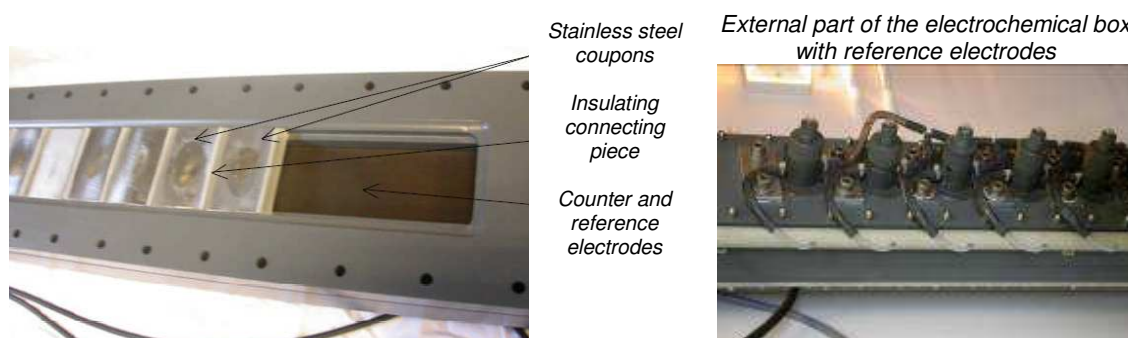 Stainless steel
coupons
Insulating
connecting
piece
Counter and
reference
electrodes
External part of the electrochemical box
with reference electrodes